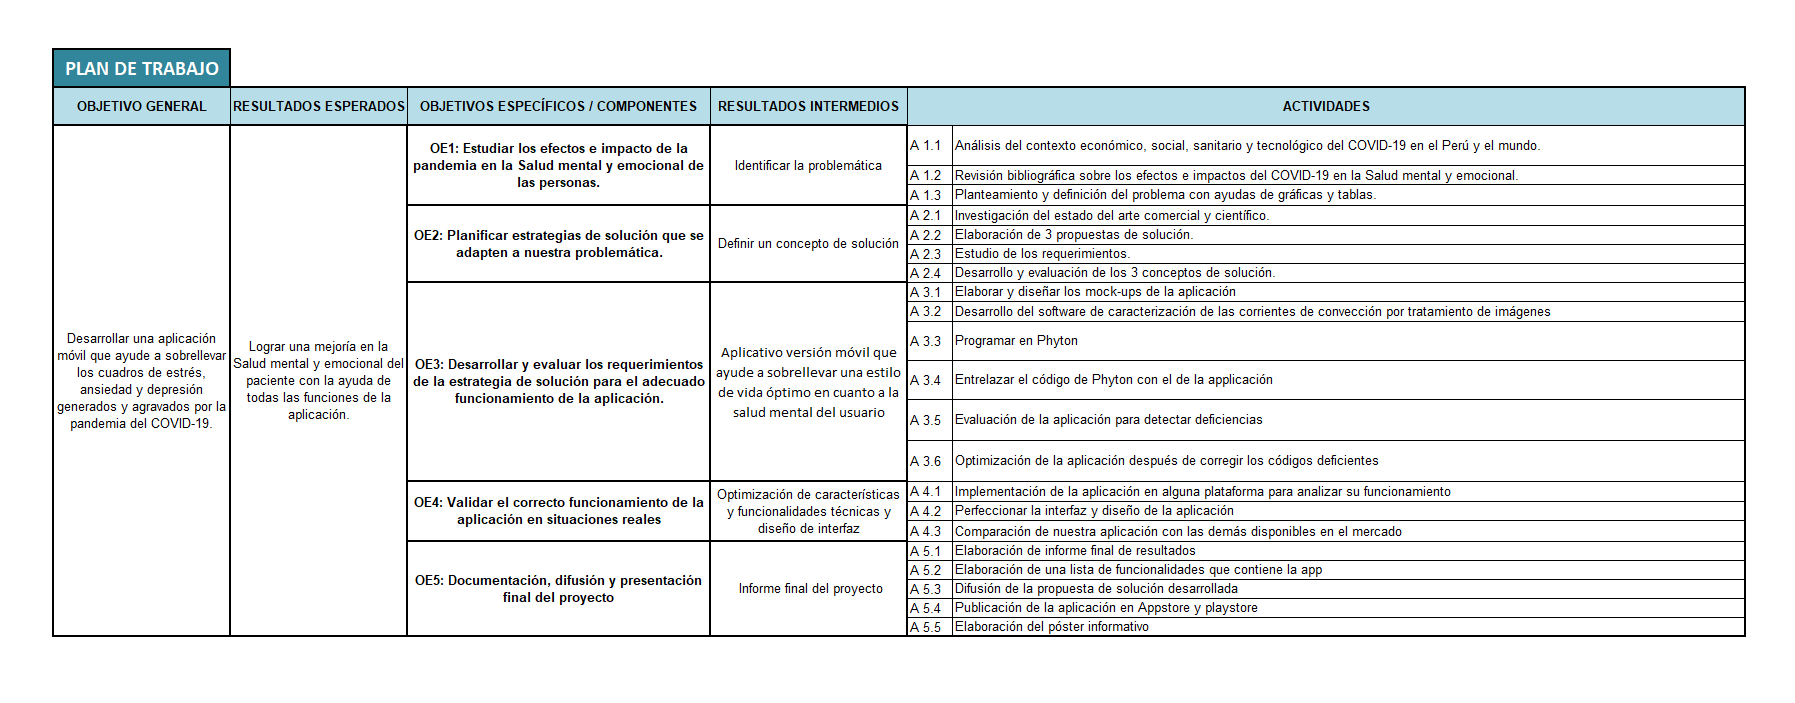 PLAN DE TRABAJO
OBJETIVO GENERAL
RESULTADOS ESPERADOS
OBJETIVOS ESPECÍFICOS / COMPONENTES
RESULTADOS INTERMEDIOS
ACTIVIDADES
Desarrollar una aplicación
móvil que ayude a sobrellevar
los cuadros de estrés,
ansiedad y depresión
generados y agravados por la
pandemia del COVID-19.
Lograr una mejoría en la
Salud mental y emocional del
paciente con la ayuda de
todas las funciones de la
aplicación.
OE1: Estudiar los efectos e impacto de la
pandemia en la Salud mental y emocional de
las personas.
Identificar la problemática
A 1.1 Análisis del contexto económico, social, sanitario y tecnológico del COVID-19 en el Perú y el mundo.
A 1.2 Revisión bibliográfica sobre los efectos e impactos del COVID-19 en la Salud mental y emocional.
A 1.3 Planteamiento y definición del problema con ayudas de gráficas y tablas.
OE2: Planificar estrategias de solución que se
adapten a nuestra problemática.
Definir un concepto de solución
A 2.1 Investigación del estado del arte comercial y científico.
A 2.2 Elaboración de 3 propuestas de solución.
A 2.3 Estudio de los requerimientos.
A 2.4 Desarrollo y evaluación de los 3 conceptos de solución.
OE3: Desarrollar y evaluar los requerimientos
de la estrategia de solución para el adecuado
funcionamiento de la aplicación.
Aplicativo versión móvil que
ayude a sobrellevar una estilo
de vida óptimo en cuanto a la
salud mental del usuario
A 3.1 Elaborar y diseñar los mock-ups de la aplicación
A 3.2 Desarrollo del software de caracterización de las corrientes de convección por tratamiento de imágenes
A 3.3 Programar en Phyton
A 3.4 Entrelazar el código de Phyton con el de la applicación
A 3.5 Evaluación de la aplicación para detectar deficiencias
A 3.6 Optimización de la aplicación después de corregir los códigos deficientes
OE4: Validar el correcto funcionamiento de la
aplicación en situaciones reales
Optimización de características
y funcionalidades técnicas y
diseño de interfaz
A 4.1 Implementación de la aplicación en alguna plataforma para analizar su funcionamiento
A 4.2 Perfeccionar la interfaz y diseño de la aplicación
A 4.3 Comparación de nuestra aplicación con las demás disponibles en el mercado
OE5: Documentación, difusión y presentación
final del proyecto
Informe final del proyecto
A 5.1 Elaboración de informe final de resultados
A 5.2 Elaboración de una lista de funcionalidades que contiene la app
A 5.3 Difusión de la propuesta de solución desarrollada
A 5.4 Publicación de la aplicación en Appstore y playstore
A 5.5 Elaboración del póster informativo